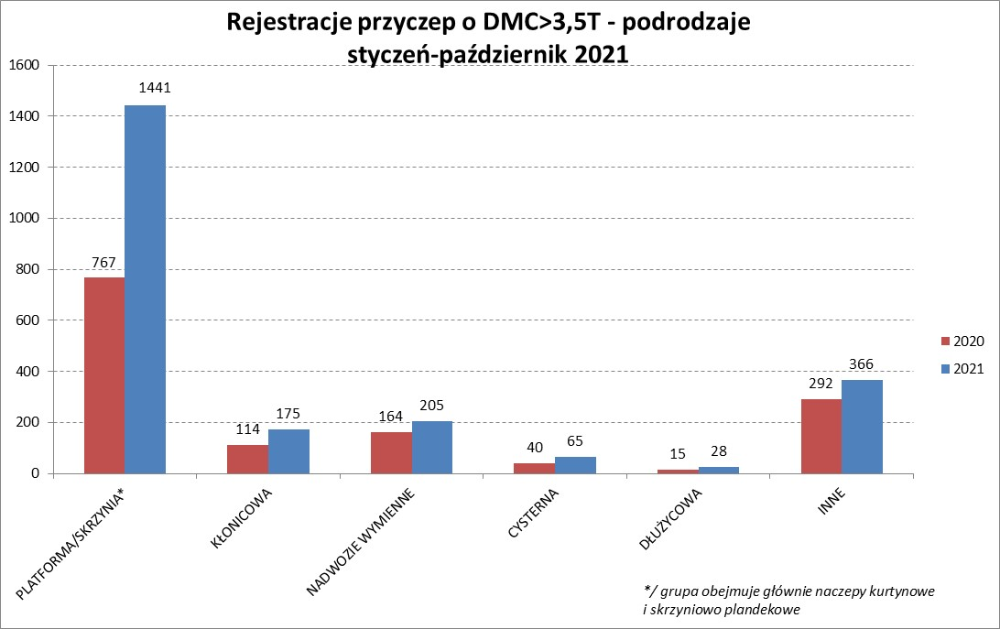 Rejestracje przyczep o DMC>3,5T - podrodzaje
styczeń-październik 2021
1600
1400
1200
1000
800
600
400
200
0
767
1441
114
175
164
205
40
65
15
28
292
366
2020
2021
PLATFORMA/SKRZYNIA*
KŁONICOWA
NADWOZIE WYMIENNE
CYSTERNA
DŁUŻYCOWA
INNE
*/ grupa obejmuje głównie naczepy kurtynowe
i skrzyniowo plandekowe